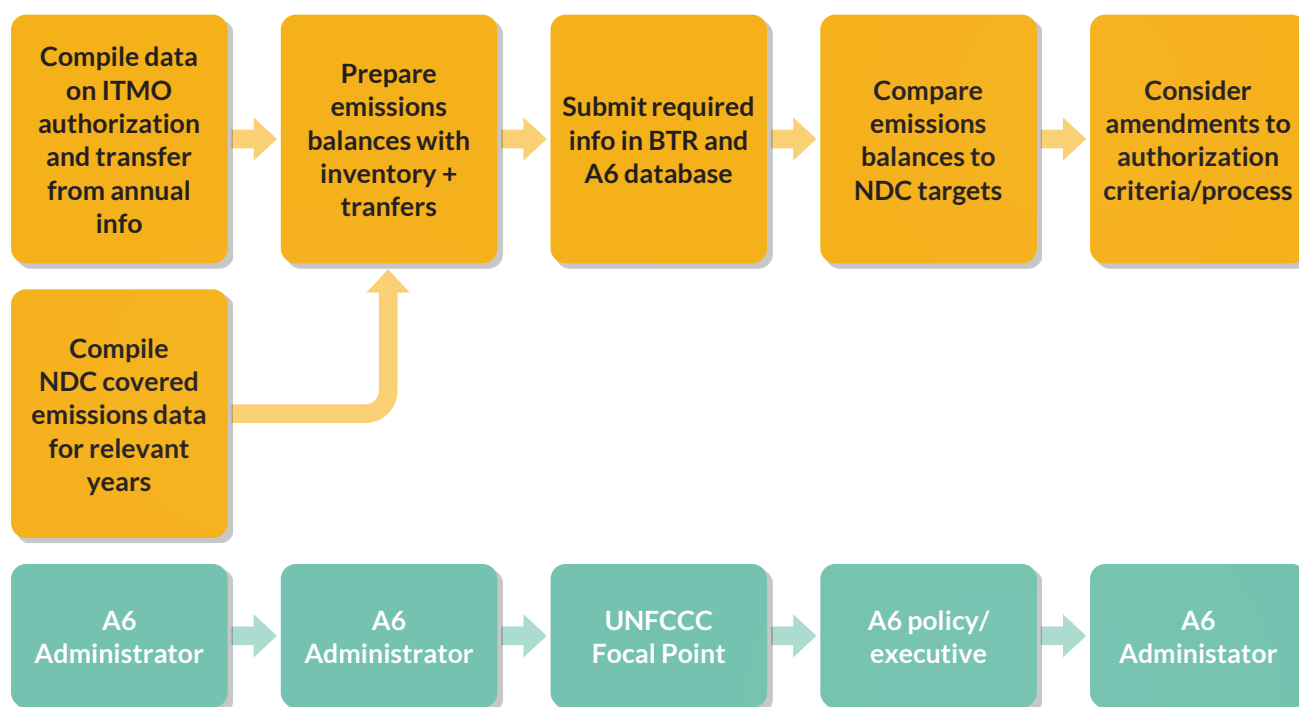 Compile data
on ITMO
authorization
and transfer
from annual
info
Prepare
emissions
balances with
inventory +
tranfers
Submit required
info in BTR and
A6 database
Compare
emissions
balances to
NDC targets
Consider
amendments to
authorization
criteria/process
Compile
NDC covered
emissions data
for relevant
years
A6
Administrator
A6
Administrator
UNFCCC
Focal Point
A6 policy/
executive
A6
Administator